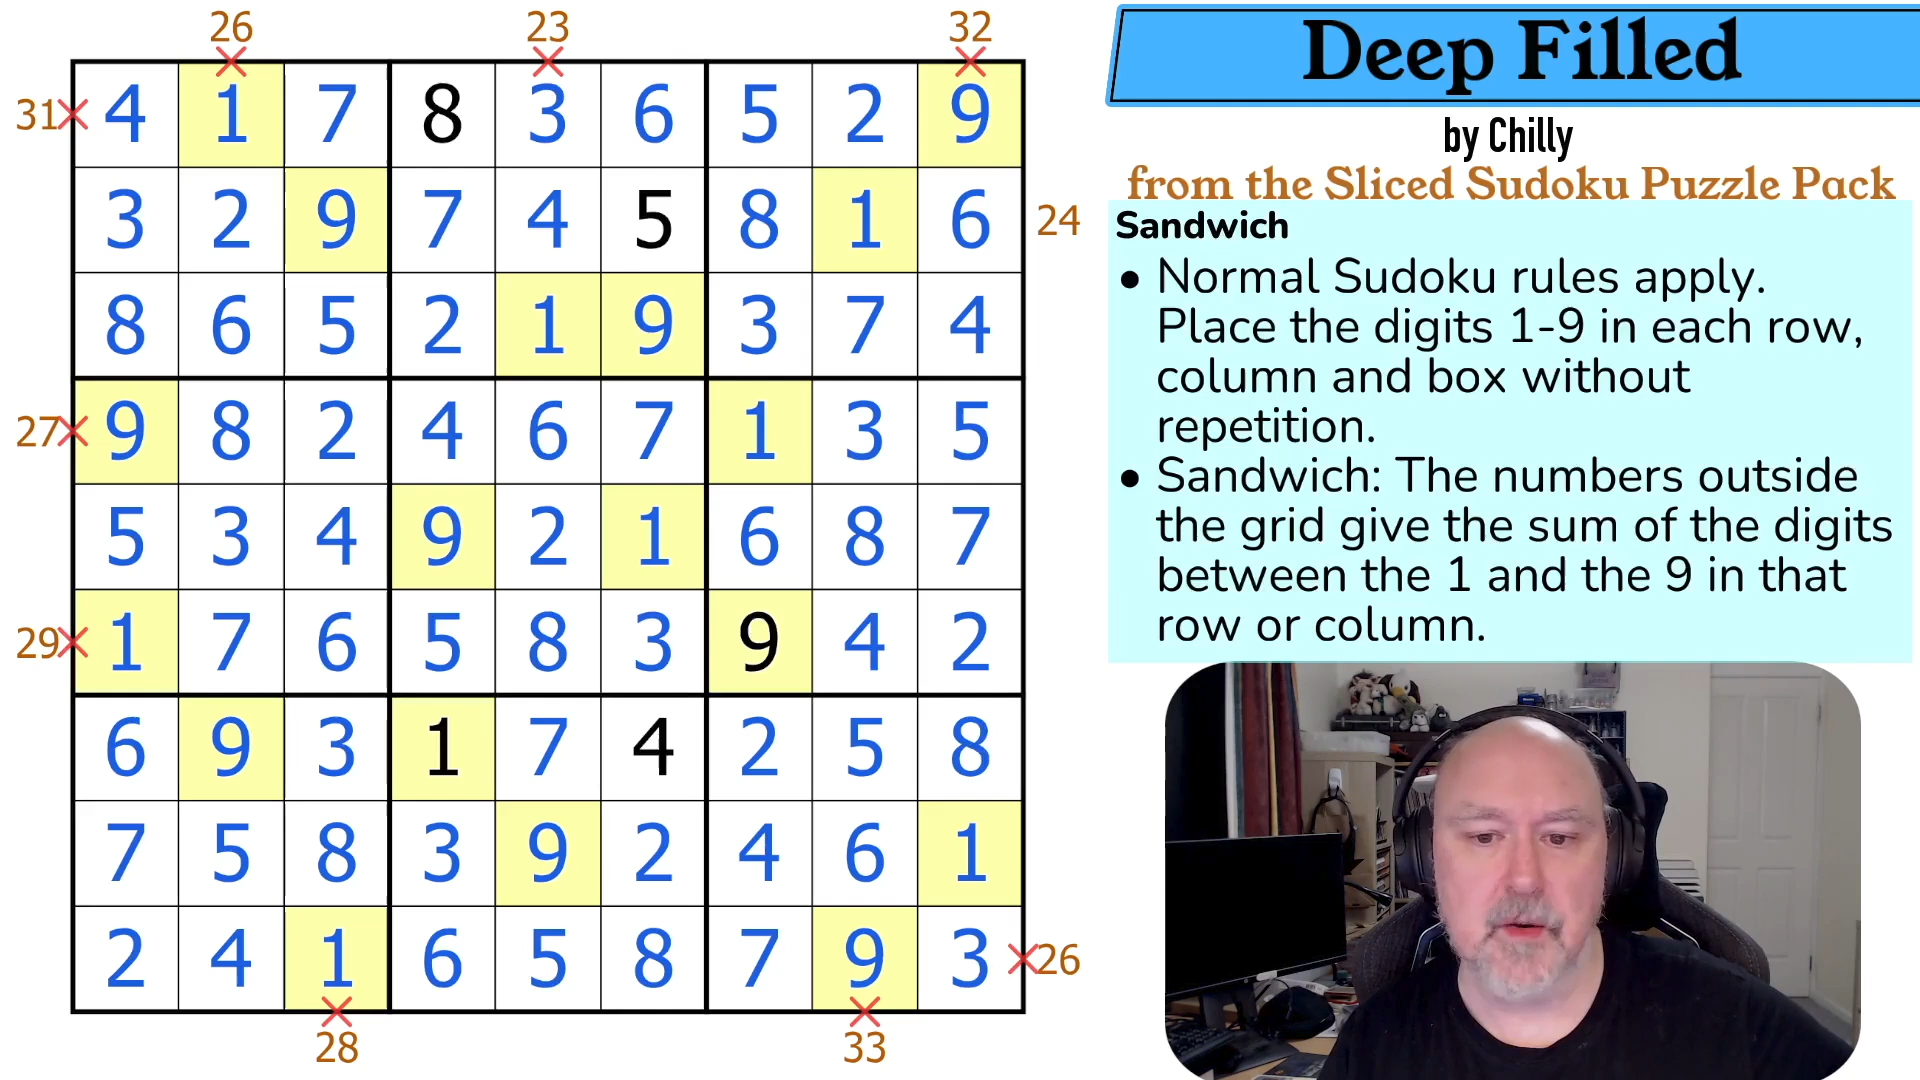 26 23 32
Deep Filled
by Chilly
from the Sliced Sudoku Puzzle Pack
31 4 1 7 8 3 6 5 2 9
3 2 9 7 4 5 8 1 6 24
8 6 5 2 1 9 3 7 4
27 9 8 2 4 6 7 1 3 5
5 3 4 9 2 1 6 8 7
29 1 7 6 5 8 3 9 4 2
6 9 3 1 7 4 2 5 8
7 5 8 3 9 2 4 6 1
2 4 1 6 5 8 7 9 3 26
28 33
Sandwich
• Normal Sudoku rules apply.
Place the digits 1-9 in each row,
column and box without
repetition.
• Sandwich: The numbers outside
the grid give the sum of the digits
between the 1 and the 9 in that
row or column.